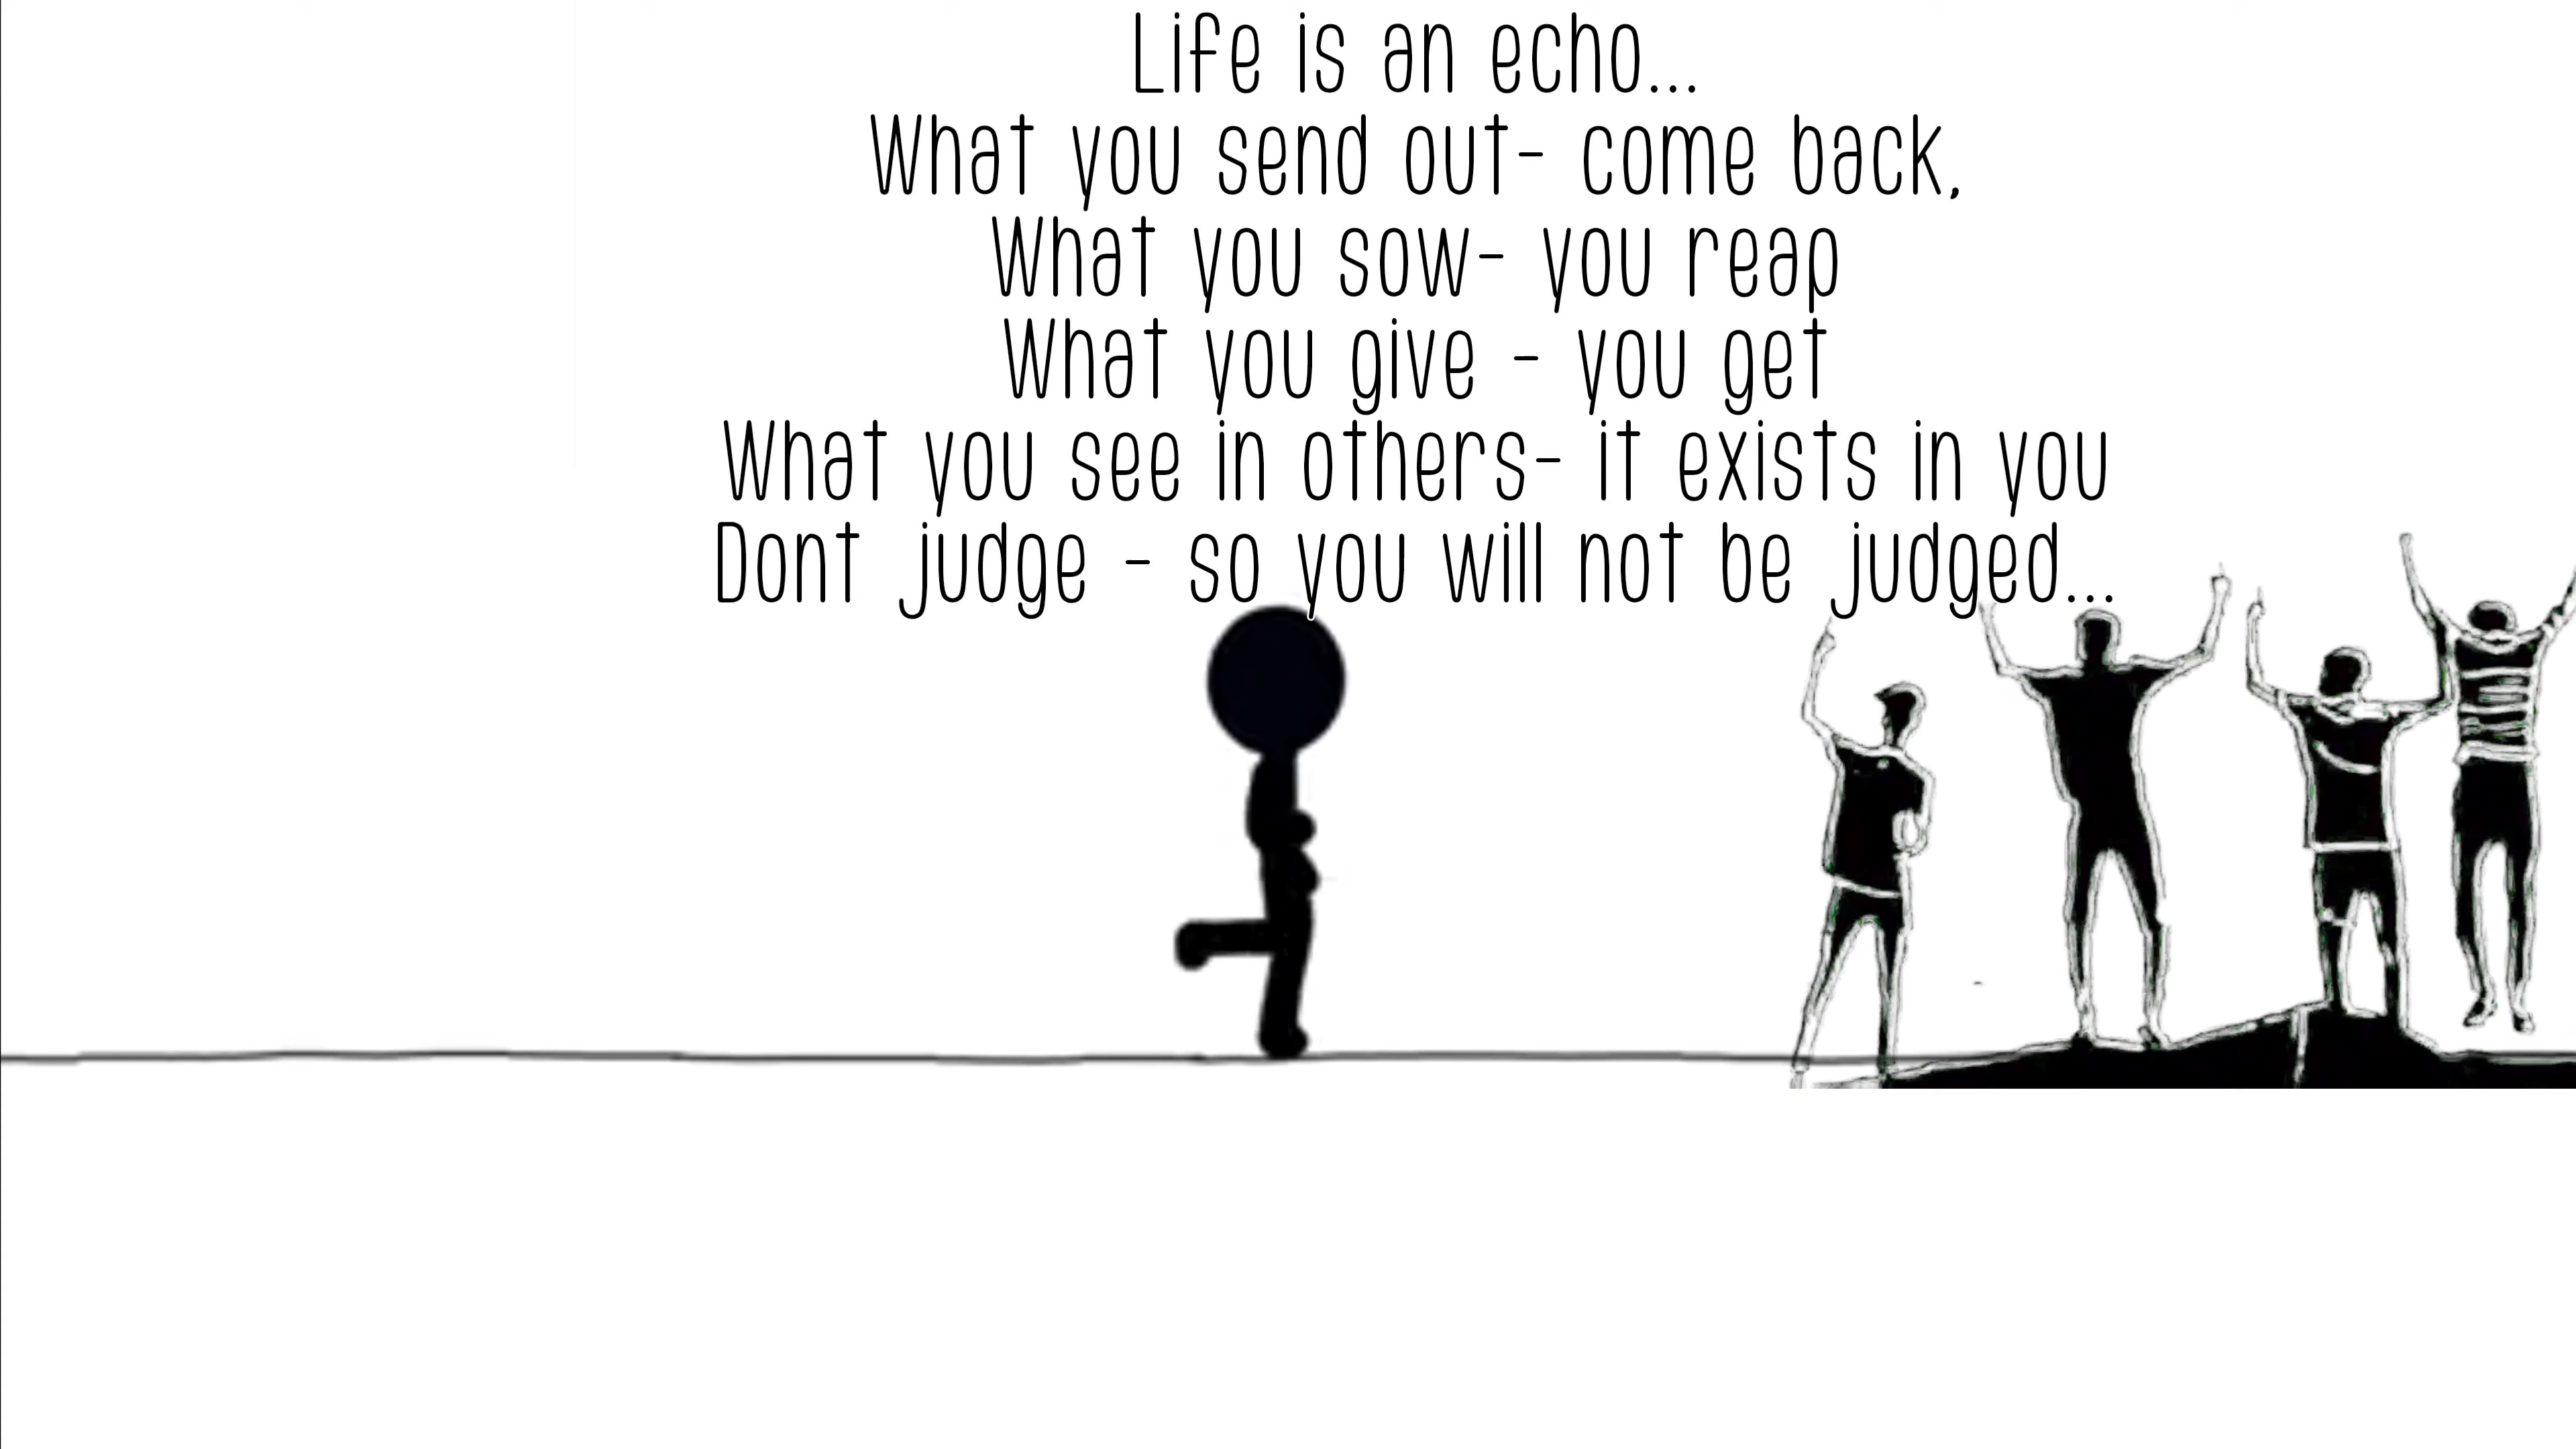 Life is an echo...
What you send out- come back,
What you sow- you reap
What you give - you get
What you see in others- it exists in you
Dont judge - so you will not be judged...